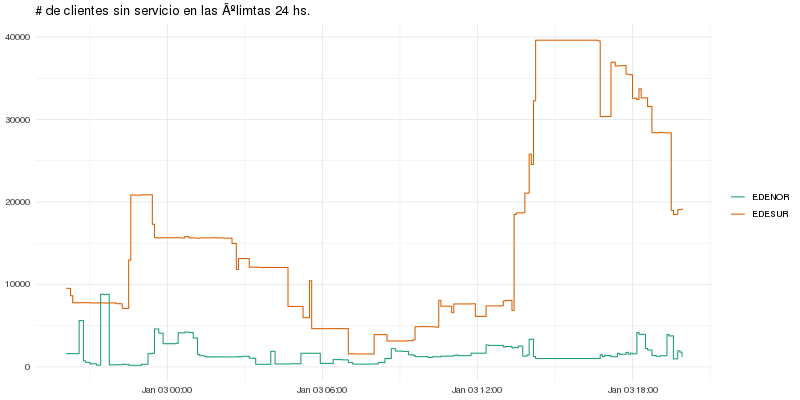 # de clientes sin servicio en las Ãºlimtas 24 hs.
40000
30000
20000
10000
0
Jan 03 00:00
Jan 03 06:00
Jan 03 12:00
Jan 03 18:00
EDENOR
EDESUR